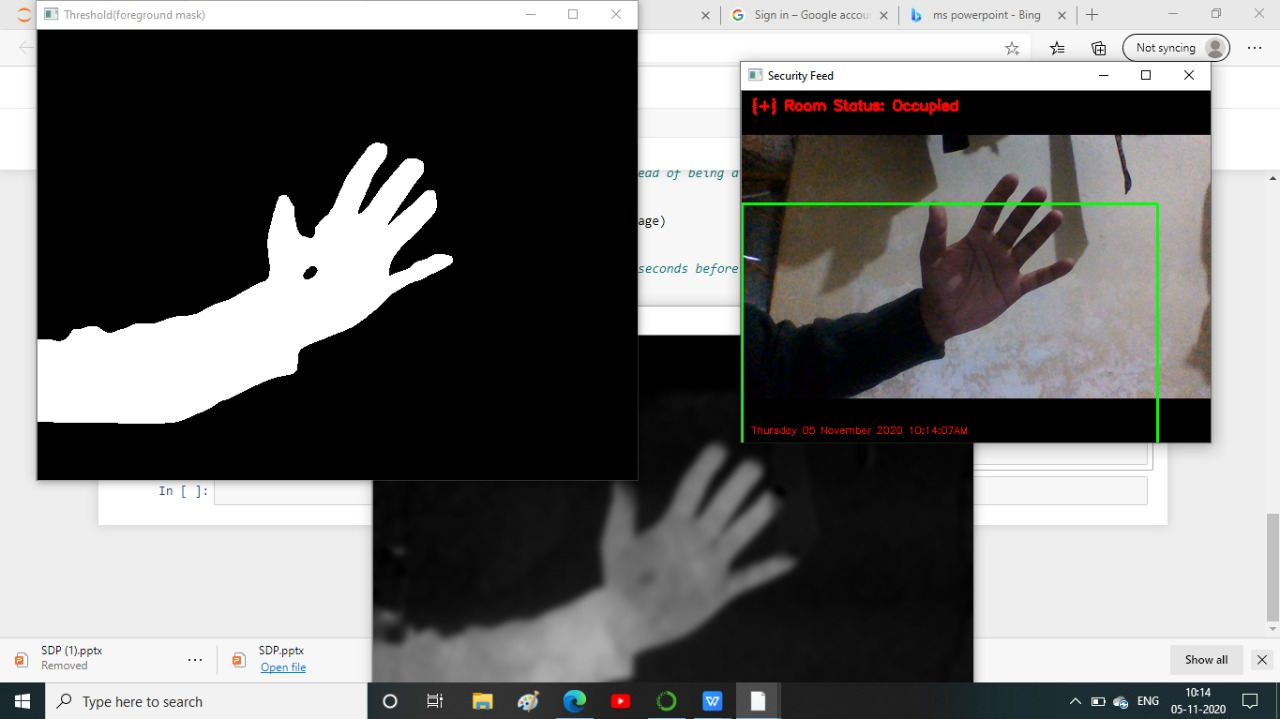 Threshold(foreground mask)
Sign in – Google accou
ms powerpoint - Bing
Not syncing
Security Feed
{+} Room Status: Occupied
ead of being a
age)
seconds before
Thursday 05 November 2020 10:14:07AM
In [ ]:
SDP (1).pptx
Removed
SDP.pptx
Open file
Show all
Type here to search
ENG
10:14
05-11-2020